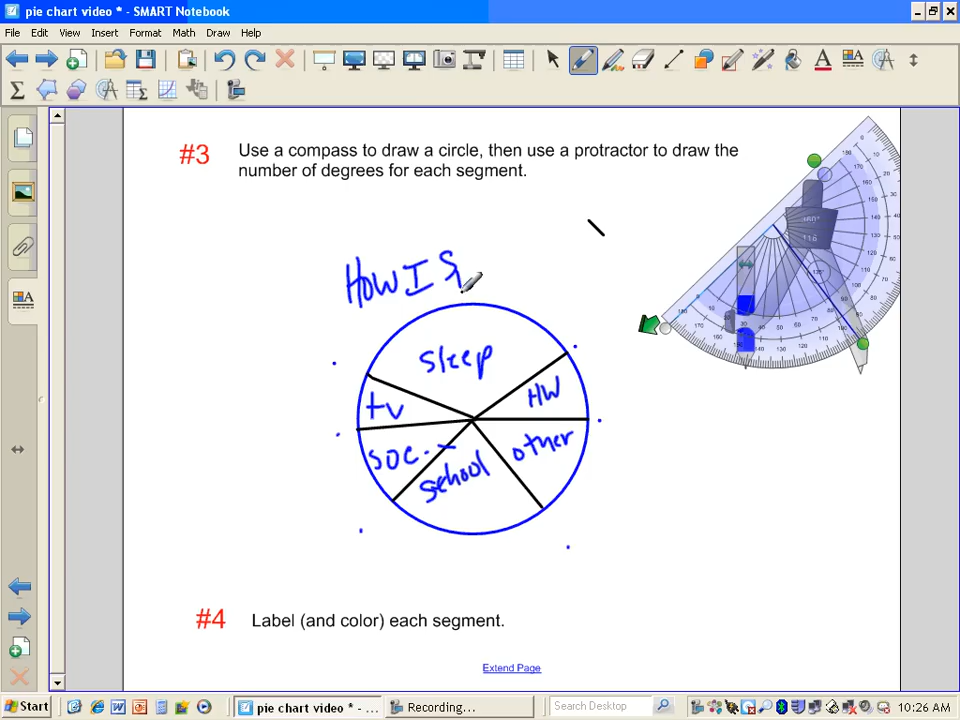 pie chart video * - SMART Notebook
File Edit View Insert Format Math Draw Help
#3 Use a compass to draw a circle, then use a protractor to draw the
number of degrees for each segment.
How I S
sleep
HW
tv
soc.
other
school
#4 Label (and color) each segment.
Extend Page
Start
pie chart video * - ...
Recording...
Search Desktop
10:26 AM